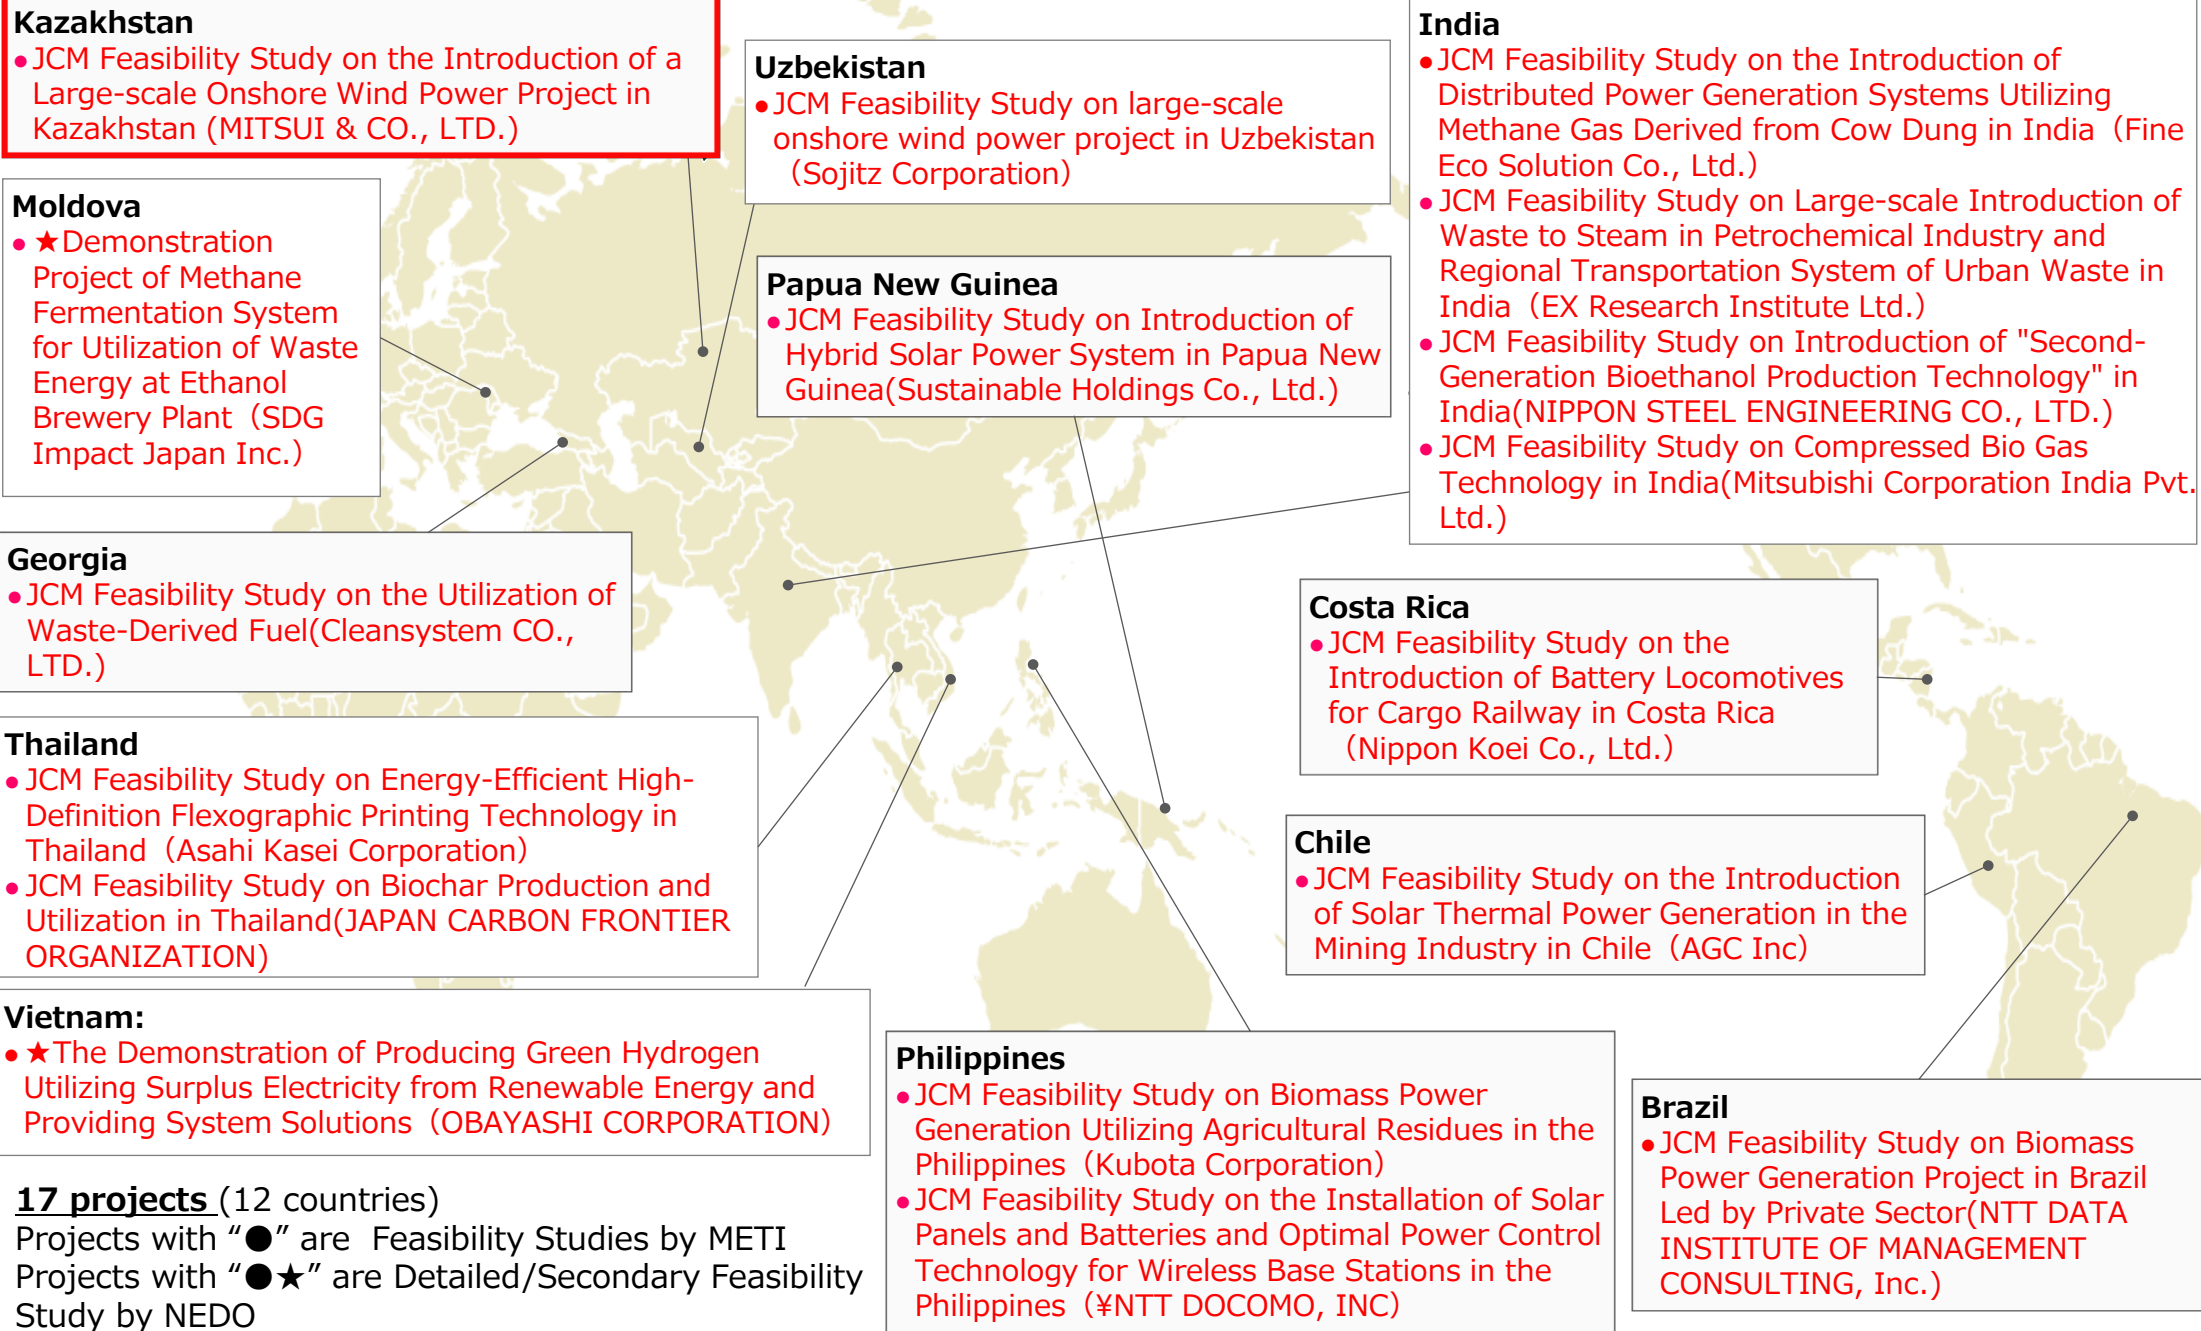 Kazakhstan
●JCM Feasibility Study on the Introduction of a
Large-scale Onshore Wind Power Project in
Kazakhstan (MITSUI & CO., LTD.)
Uzbekistan
●JCM Feasibility Study on large-scale
onshore wind power project in Uzbekistan
（Sojitz Corporation）
India
●JCM Feasibility Study on the Introduction of
Distributed Power Generation Systems Utilizing
Methane Gas Derived from Cow Dung in India（Fine
Eco Solution Co., Ltd.）
●JCM Feasibility Study on Large-scale Introduction of
Waste to Steam in Petrochemical Industry and
Regional Transportation System of Urban Waste in
India（EX Research Institute Ltd.）
●JCM Feasibility Study on Introduction of "Second-
Generation Bioethanol Production Technology" in
India(NIPPON STEEL ENGINEERING CO., LTD.)
●JCM Feasibility Study on Compressed Bio Gas
Technology in India(Mitsubishi Corporation India Pvt.
Ltd.)
Moldova
●★Demonstration
Project of Methane
Fermentation System
for Utilization of Waste
Energy at Ethanol
Brewery Plant（SDG
Impact Japan Inc.）
Papua New Guinea
●JCM Feasibility Study on Introduction of
Hybrid Solar Power System in Papua New
Guinea(Sustainable Holdings Co., Ltd.)
Georgia
●JCM Feasibility Study on the Utilization of
Waste-Derived Fuel(Cleansystem CO.,
LTD.)
Costa Rica
●JCM Feasibility Study on the
Introduction of Battery Locomotives
for Cargo Railway in Costa Rica
（Nippon Koei Co., Ltd.）
Thailand
●JCM Feasibility Study on Energy-Efficient High-
Definition Flexographic Printing Technology in
Thailand（Asahi Kasei Corporation）
●JCM Feasibility Study on Biochar Production and
Utilization in Thailand(JAPAN CARBON FRONTIER
ORGANIZATION)
Chile
●JCM Feasibility Study on the Introduction
of Solar Thermal Power Generation in the
Mining Industry in Chile（AGC Inc）
Vietnam:
●★The Demonstration of Producing Green Hydrogen
Utilizing Surplus Electricity from Renewable Energy and
Providing System Solutions（OBAYASHI CORPORATION）
Philippines
●JCM Feasibility Study on Biomass Power
Generation Utilizing Agricultural Residues in the
Philippines（Kubota Corporation）
●JCM Feasibility Study on the Installation of Solar
Panels and Batteries and Optimal Power Control
Technology for Wireless Base Stations in the
Philippines（¥NTT DOCOMO, INC）
Brazil
●JCM Feasibility Study on Biomass
Power Generation Project in Brazil
Led by Private Sector(NTT DATA
INSTITUTE OF MANAGEMENT
CONSULTING, Inc.)
17 projects (12 countries)
Projects with “●” are Feasibility Studies by METI
Projects with “●★” are Detailed/Secondary Feasibility
Study by NEDO